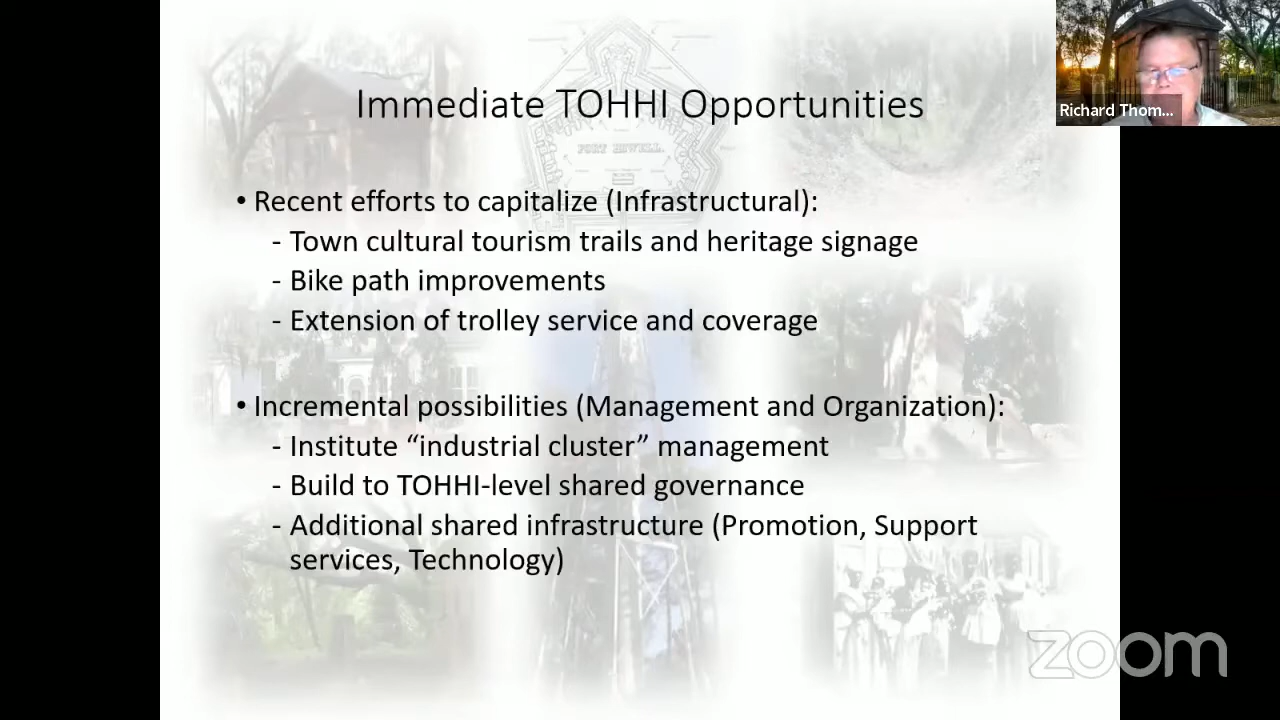 Immediate TOHHI Opportunities
Richard Thom...
FORT HOWELL.
• Recent efforts to capitalize (Infrastructural):
- Town cultural tourism trails and heritage signage
- Bike path improvements
- Extension of trolley service and coverage
• Incremental possibilities (Management and Organization):
- Institute “industrial cluster” management
- Build to TOHHI-level shared governance
- Additional shared infrastructure (Promotion, Support
services, Technology)
zoom